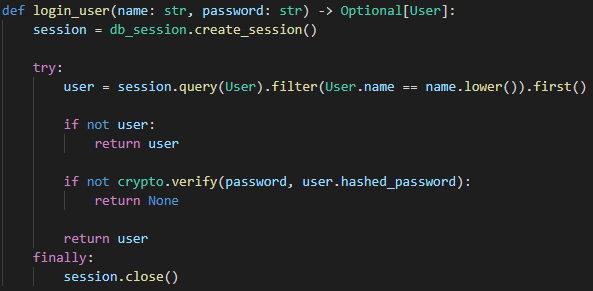 def login_user(name: str, password: str) -> Optional[User]:
    session = db_session.create_session()

    try:
        user = session.query(User).filter(User.name == name.lower()).first()

        if not user:
            return user

        if not crypto.verify(password, user.hashed_password):
            return None

        return user
    finally:
        session.close()